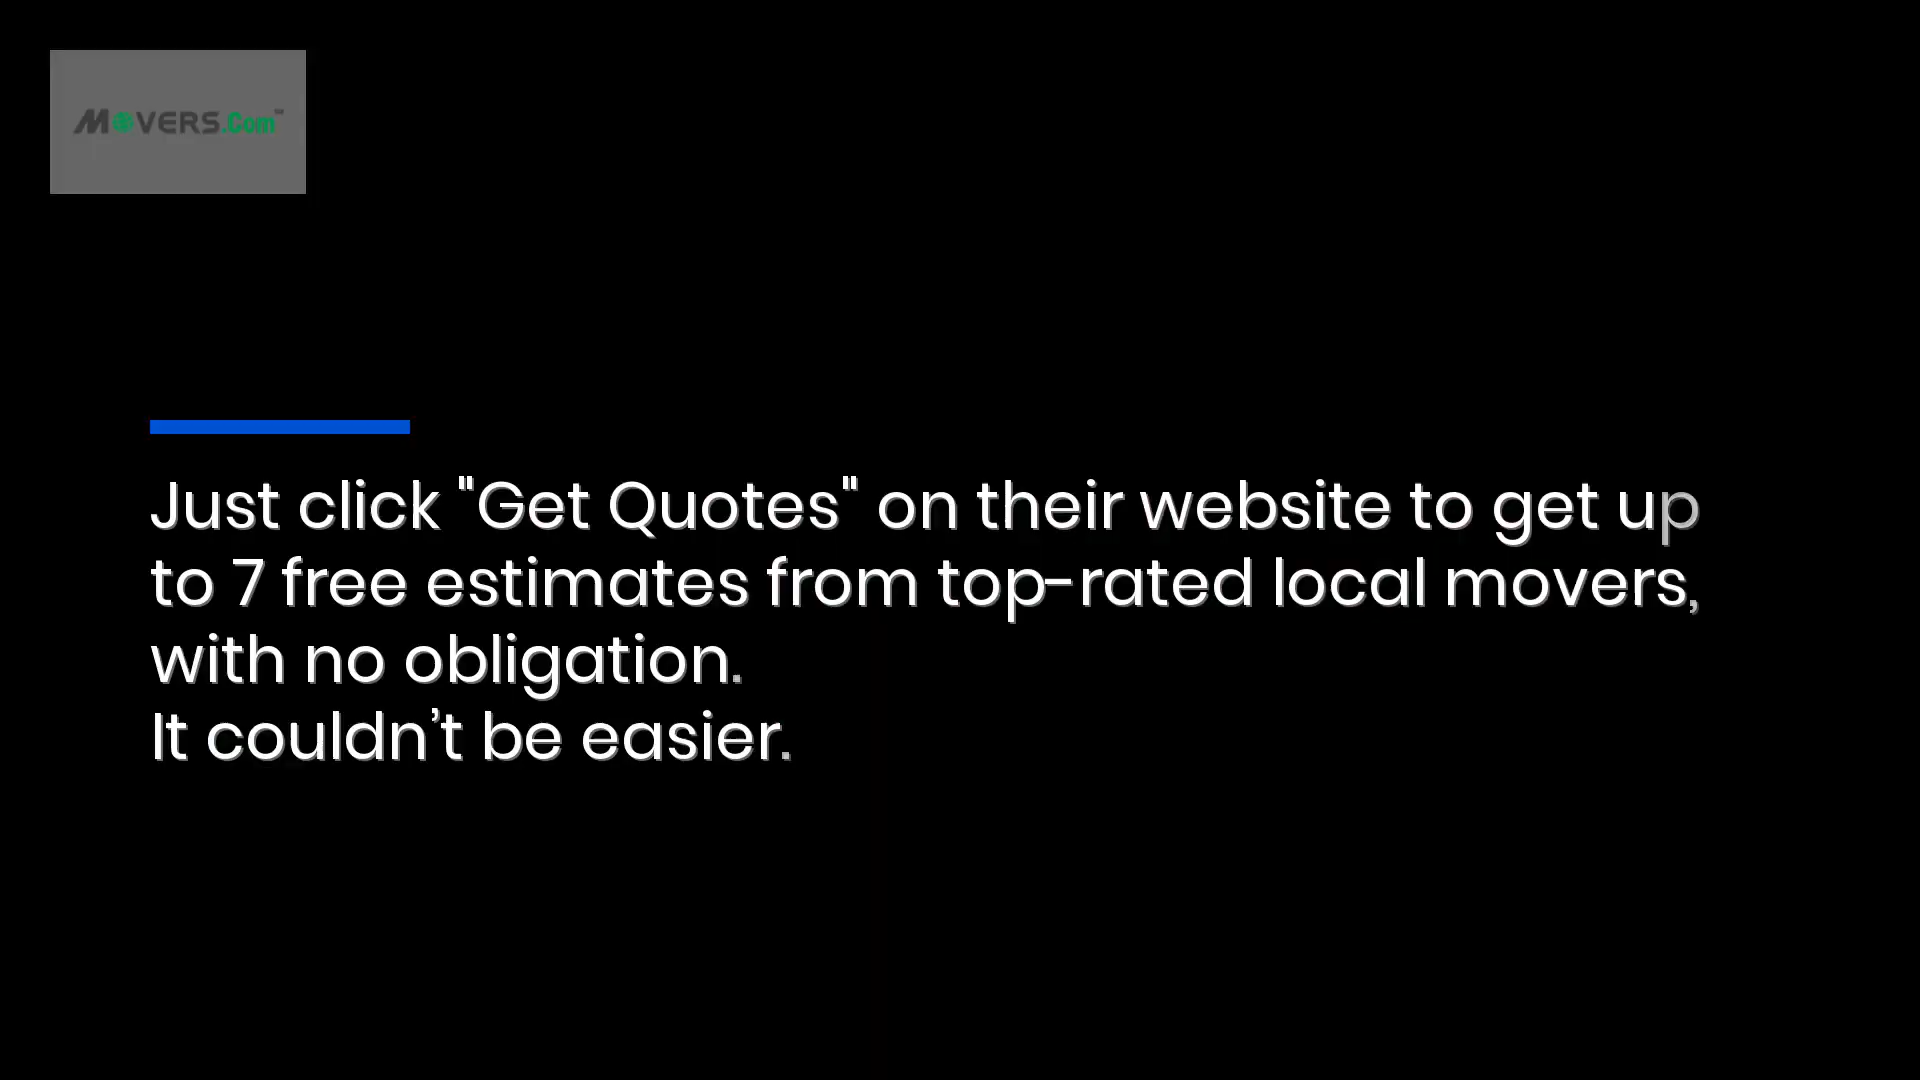 MOVERS.Com™
Just click "Get Quotes" on their website to get up
to 7 free estimates from top-rated local movers,
with no obligation.
It couldn’t be easier.